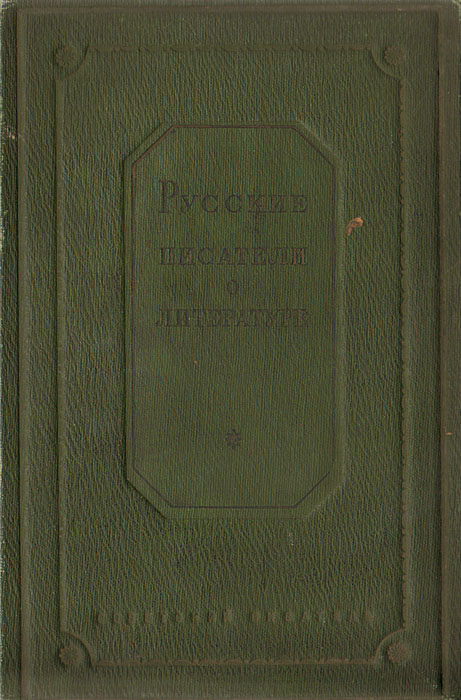 Русские
писатели
о
литературе
Советский писатель